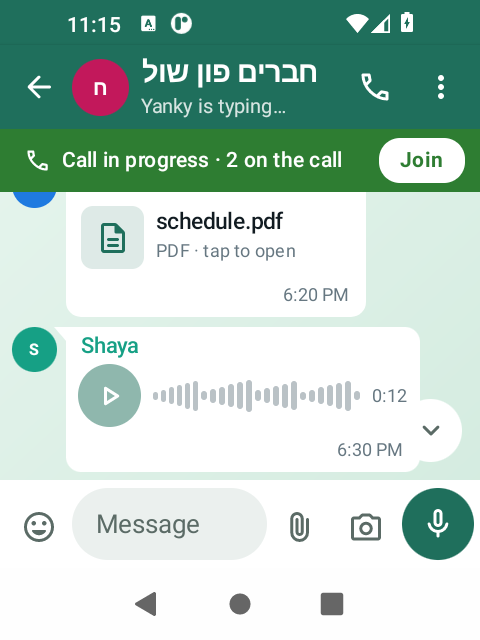 11:15
חברים פון שול
Yanky is typing...
Call in progress · 2 on the call
Join
schedule.pdf
PDF · tap to open
6:20 PM
S
Shaya
0:12
6:30 PM
Message
ח
A